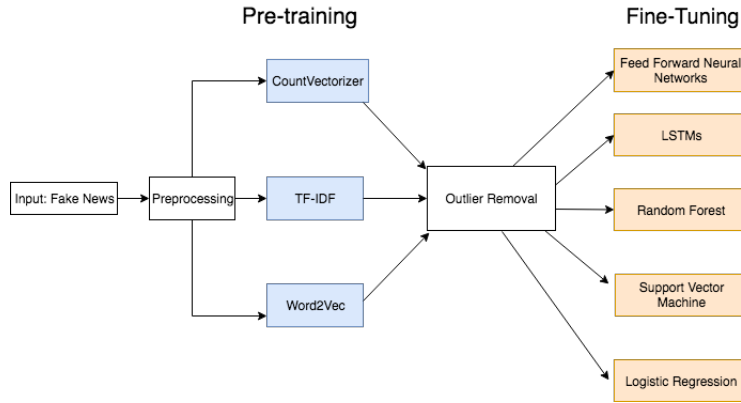 Pre-training
Fine-Tuning
CountVectorizer
Feed Forward Neural
Networks
LSTMs
Input: Fake News
Preprocessing
TF-IDF
Outlier Removal
Random Forest
Word2Vec
Support Vector
Machine
Logistic Regression